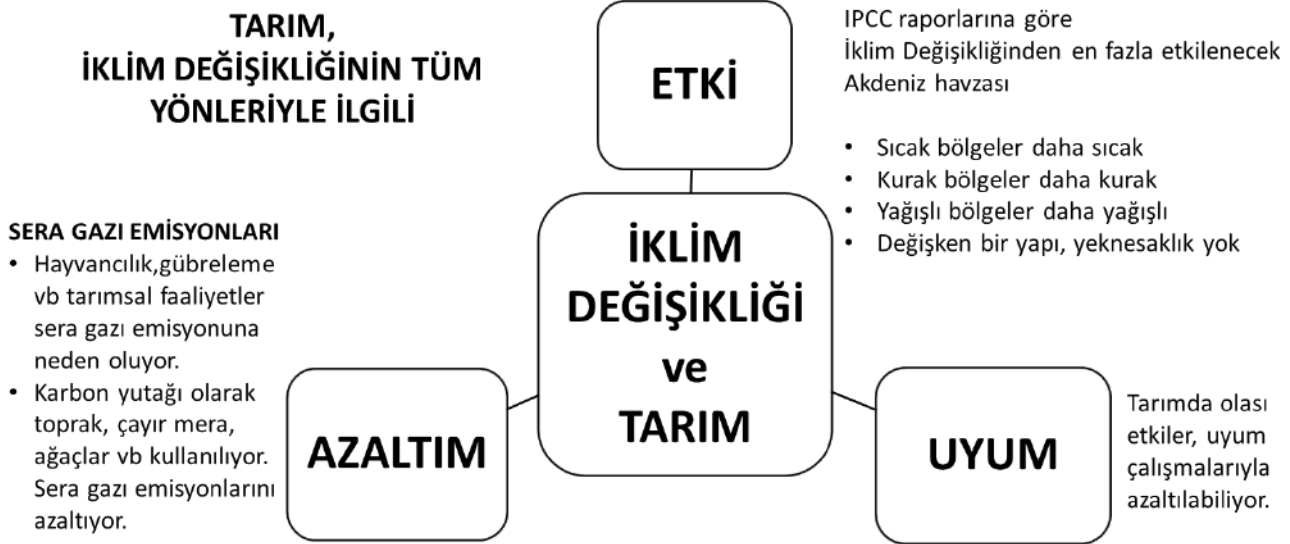 TARIM,
İKLİM DEĞİŞİKLİĞİNİN TÜM
YÖNLERİYLE İLGİLİ
ETKİ
IPCC raporlarına göre
İklim Değişikliğinden en fazla etkilenecek
Akdeniz havzası
• Sıcak bölgeler daha sıcak
• Kurak bölgeler daha kurak
• Yağışlı bölgeler daha yağışlı
• Değişken bir yapı, yeknesaklık yok
İKLİM
DEĞİŞİKLİĞİ
ve
TARIM
SERA GAZI EMİSYONLARI
• Hayvancılık,gübreleme
vb tarımsal faaliyetler
sera gazı emisyonuna
neden oluyor.
• Karbon yutağı olarak
toprak, çayır mera,
ağaçlar vb kullanılıyor.
Sera gazı emisyonlarını
azaltıyor.
AZALTIM
UYUM
Tarımda olası
etkiler, uyum
çalışmalarıyla
azaltılabiliyor.